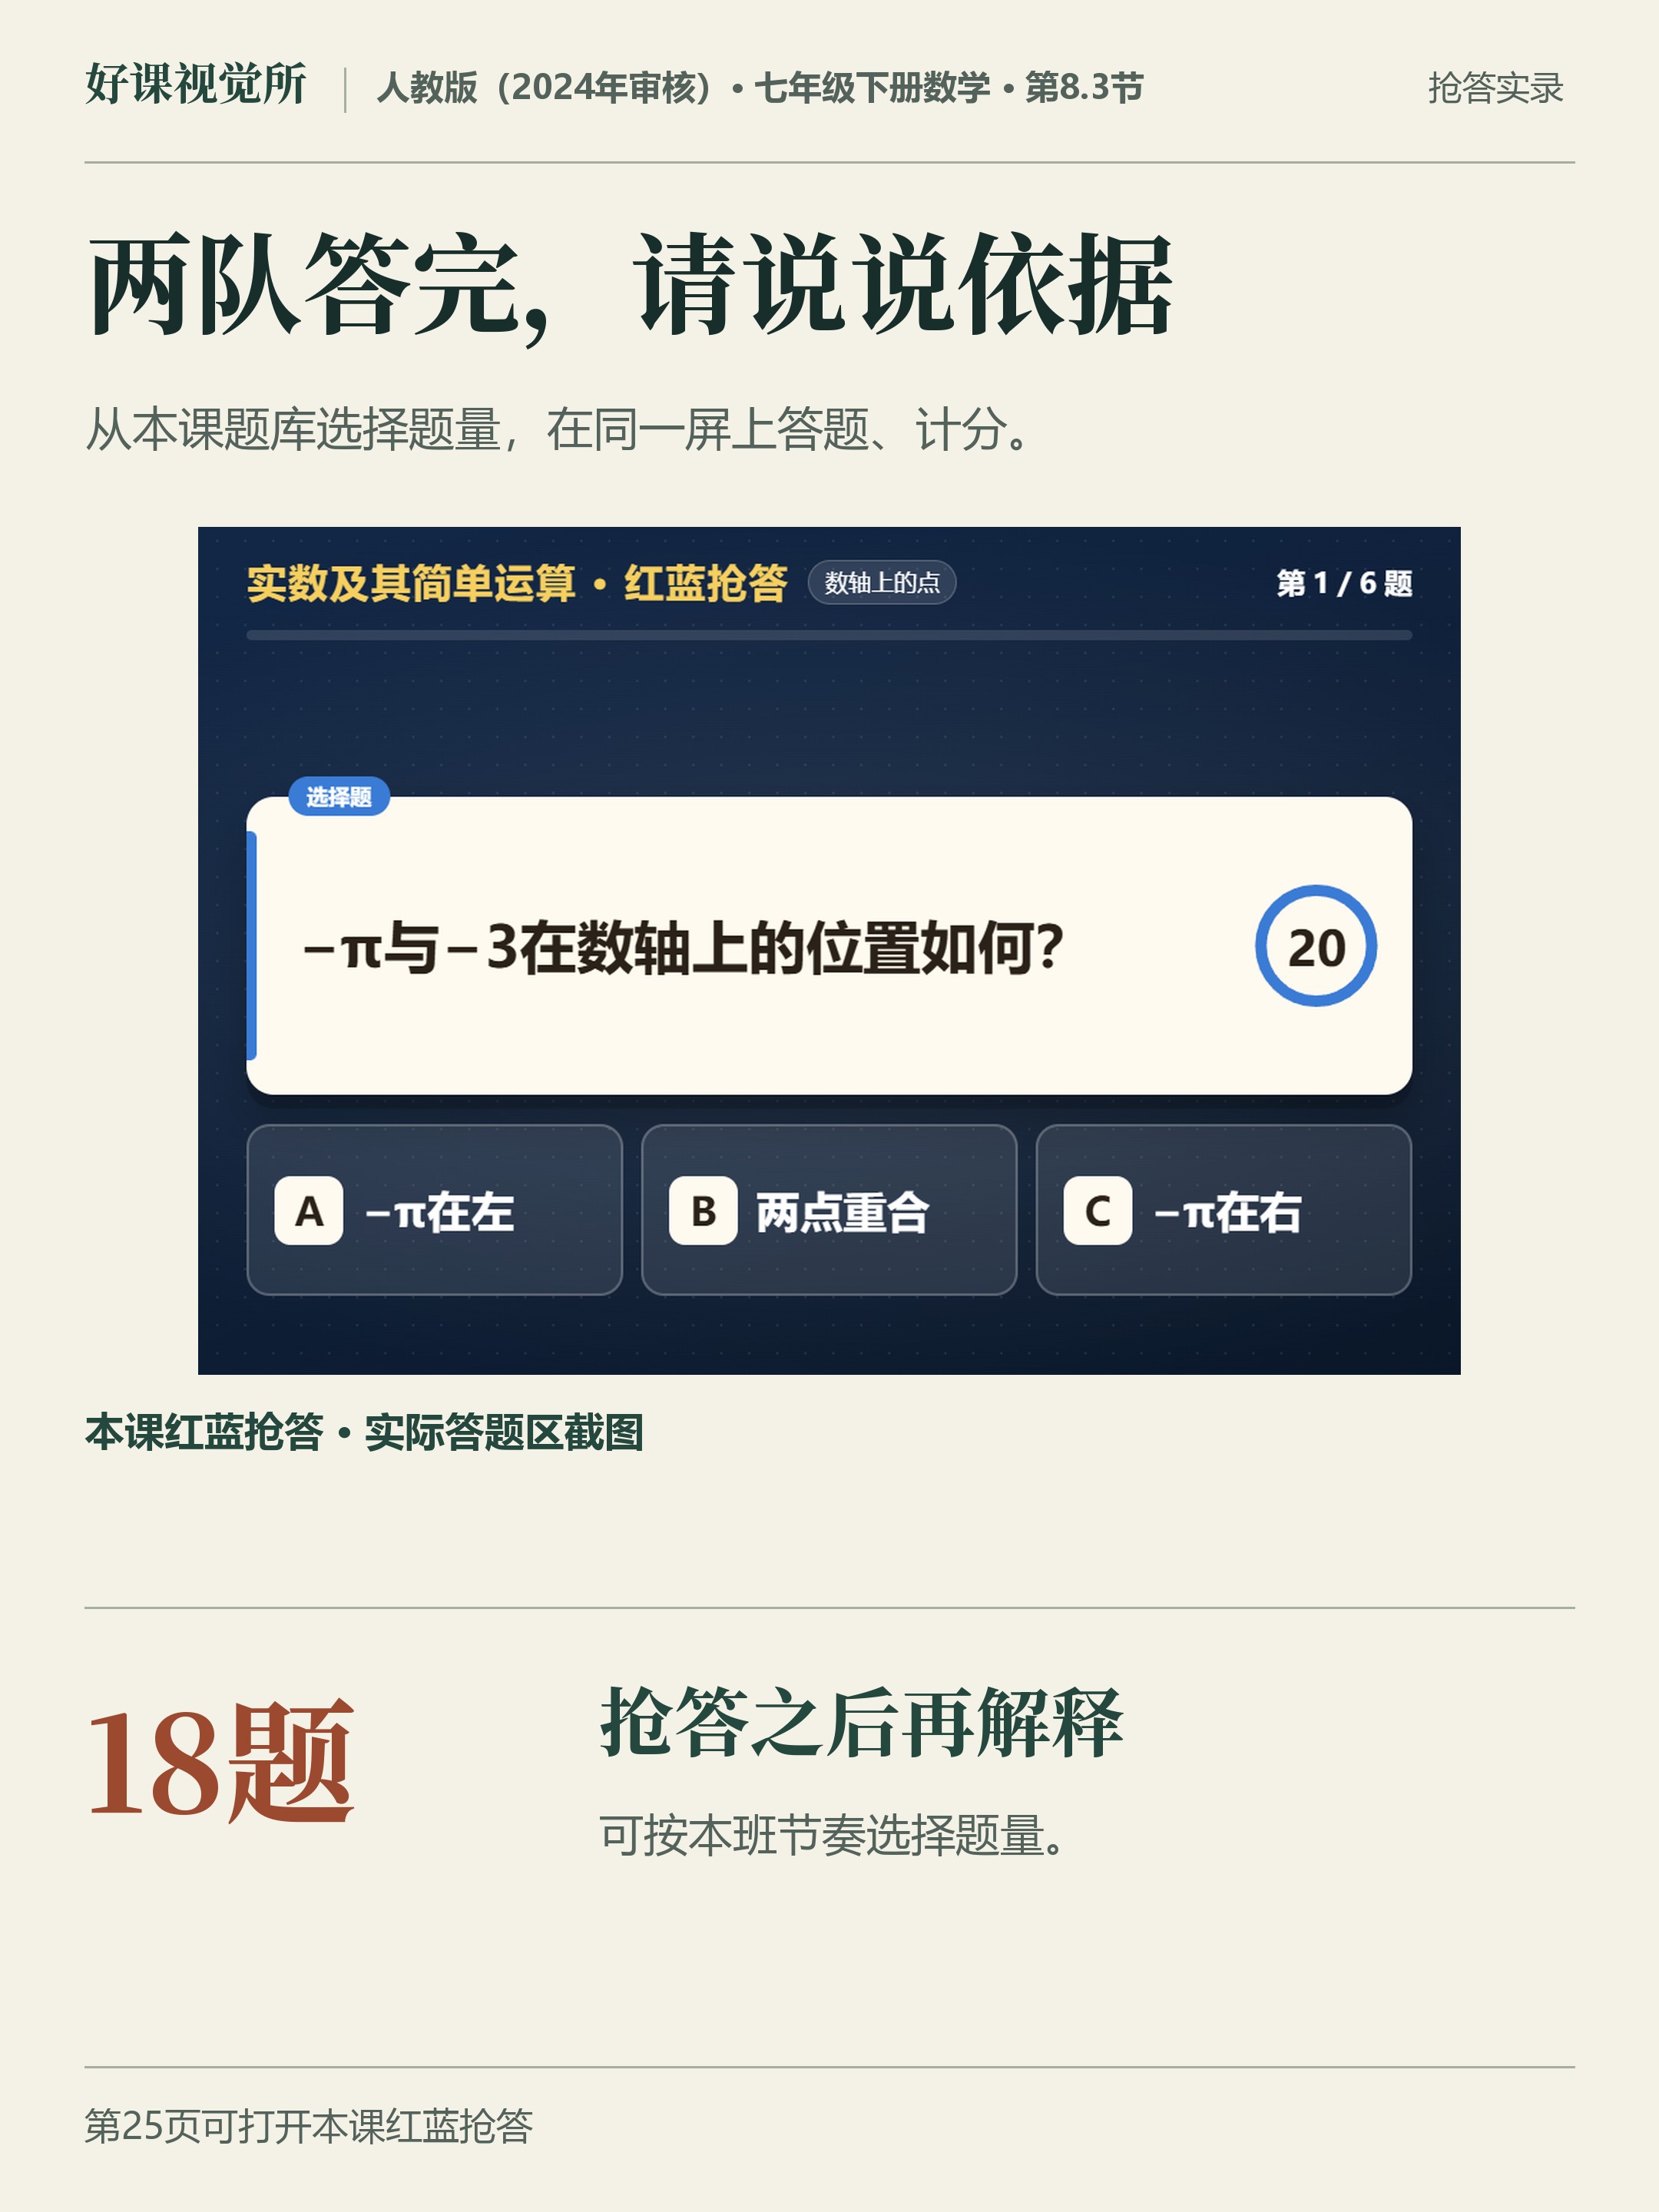 好课视觉所
人教版（2024年审核）• 七年级下册数学 • 第8.3节
抢答实录
两队答完，请说说依据
从本课题库选择题量，在同一屏上答题、计分。
实数及其简单运算 • 红蓝抢答
数轴上的点
第 1 / 6 题
选择题
−π与−3在数轴上的位置如何？
20
A −π在左
B 两点重合
C −π在右
本课红蓝抢答 • 实际答题区截图
18题
抢答之后再解释
可按本班节奏选择题量。
第25页可打开本课红蓝抢答